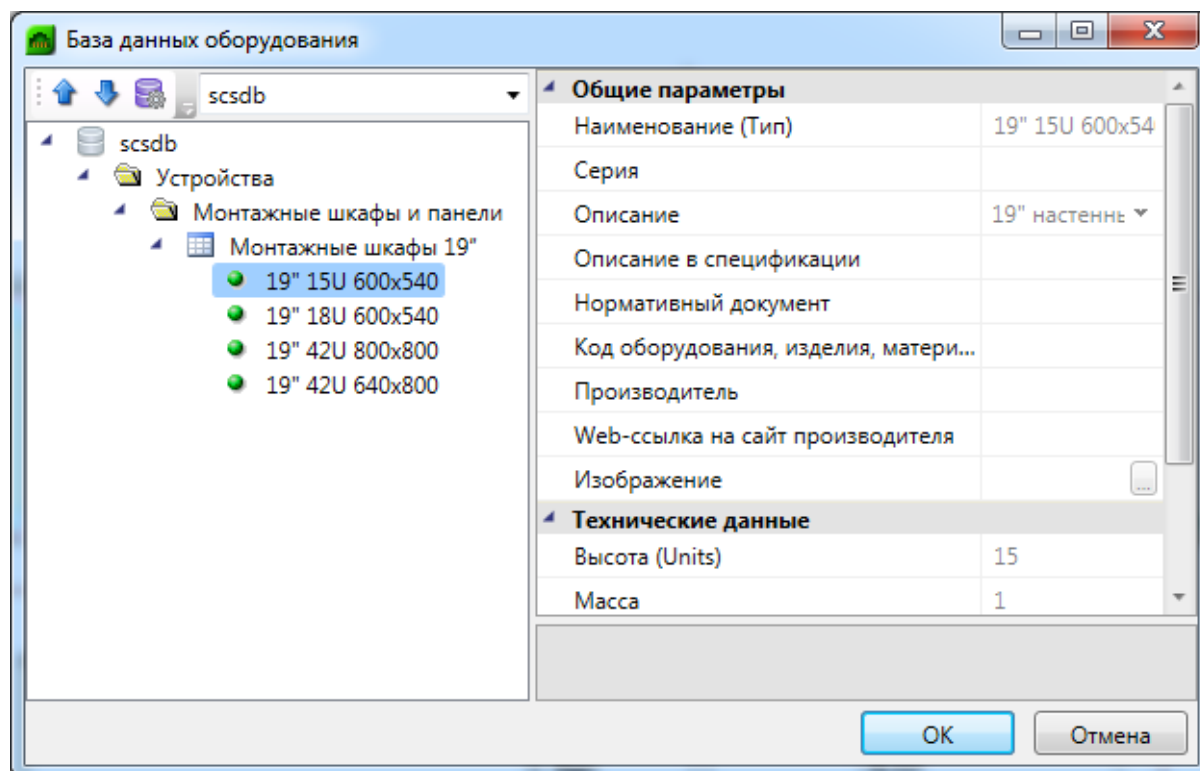 База данных оборудования
scsdb
scsdb
Устройства
Монтажные шкафы и панели
Монтажные шкафы 19"
19" 15U 600x540
19" 18U 600x540
19" 42U 800x800
19" 42U 640x800
Общие параметры
Наименование (Тип) 19" 15U 600x54
Серия
Описание 19" настеннь
Описание в спецификации
Нормативный документ
Код оборудования, изделия, матери...
Производитель
Web-ссылка на сайт производителя
Изображение ...
Технические данные
Высота (Units) 15
Масса 1
OK Отмена